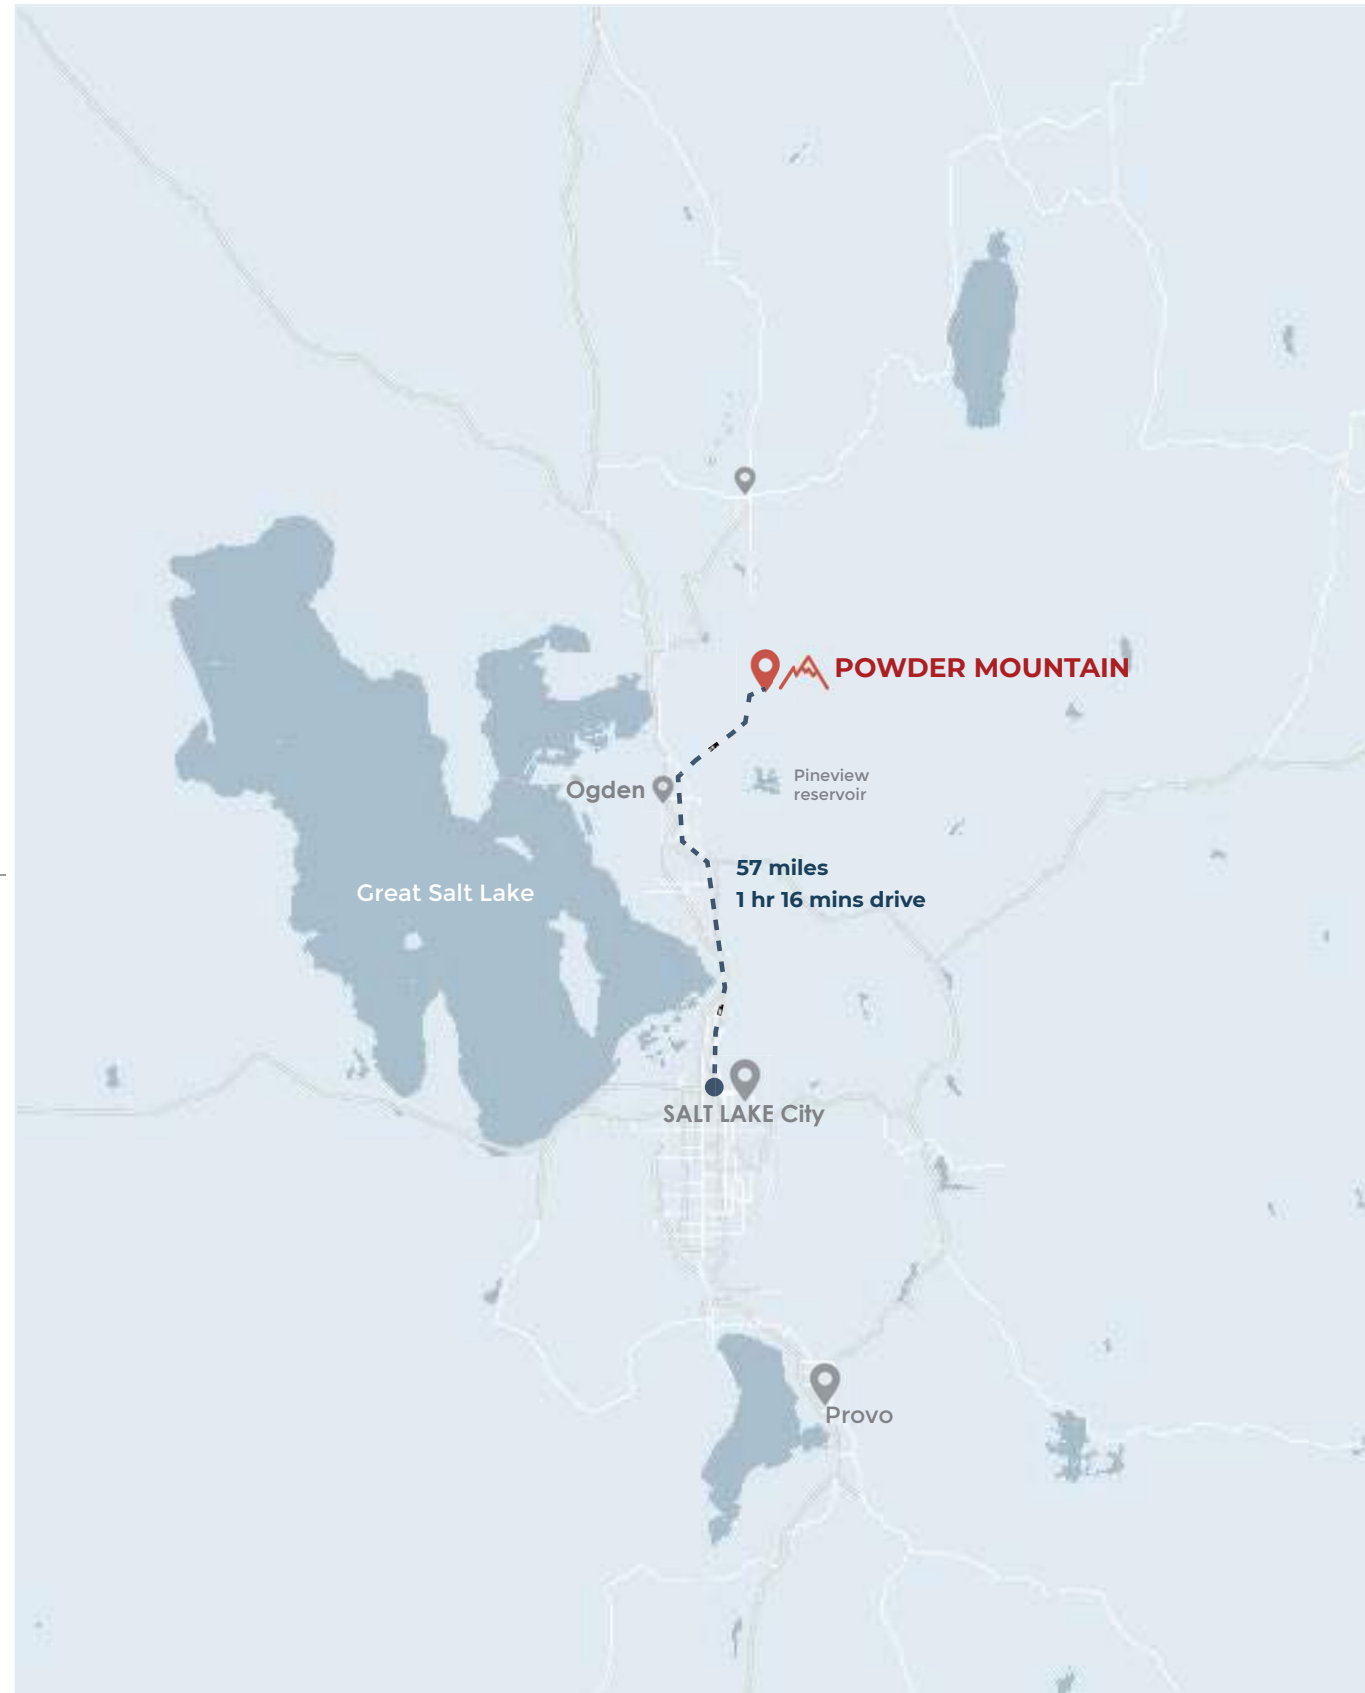 POWDER MOUNTAIN
Pineview
reservoir
Ogden
57 miles
1 hr 16 mins drive
Great Salt Lake
SALT LAKE City
Provo